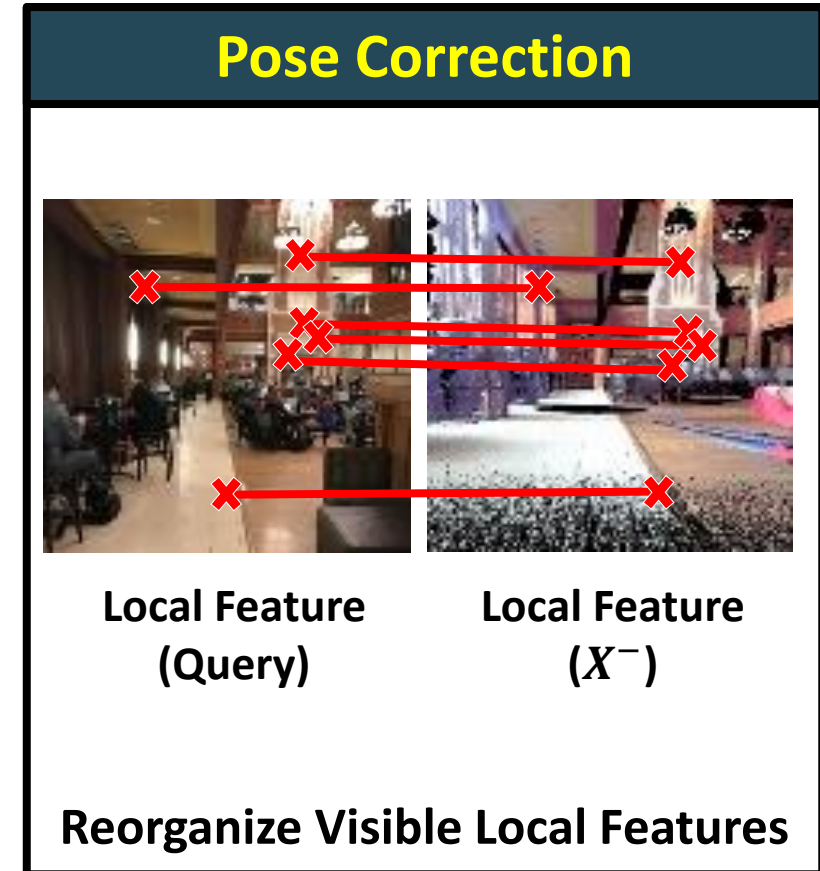 Pose Correction
Local Feature
(Query)
Local Feature
(X⁻)
Reorganize Visible Local Features